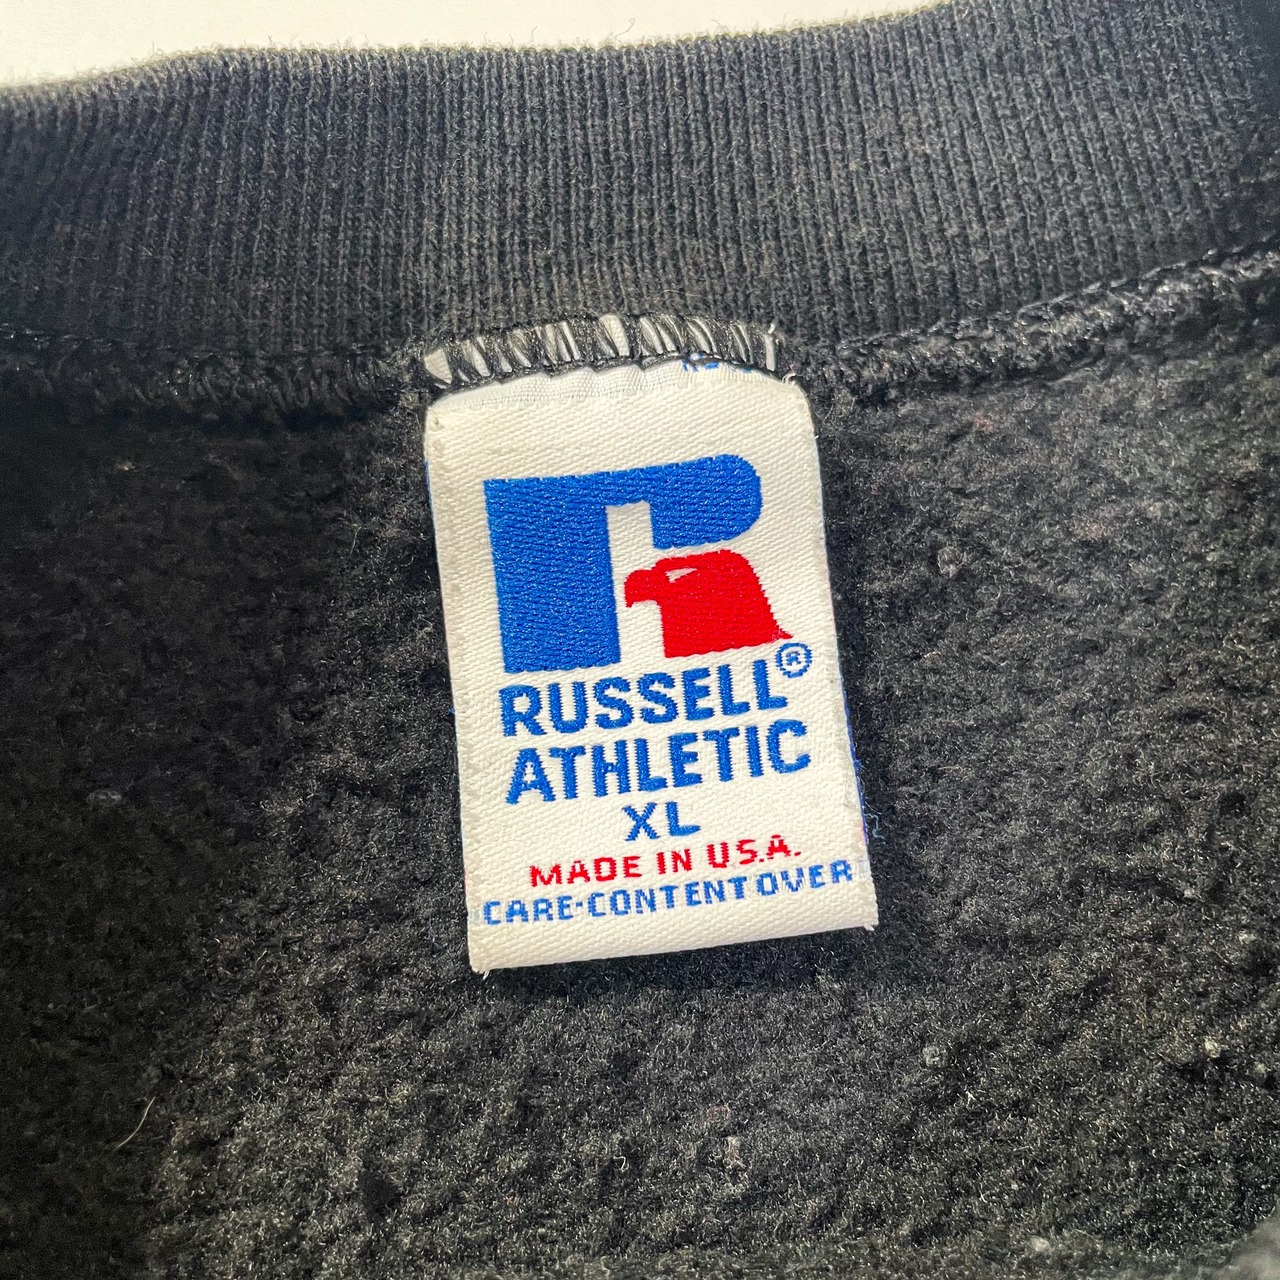 RUSSELL®
ATHLETIC
XL
MADE IN U.S.A.
CARE-CONTENT OVER